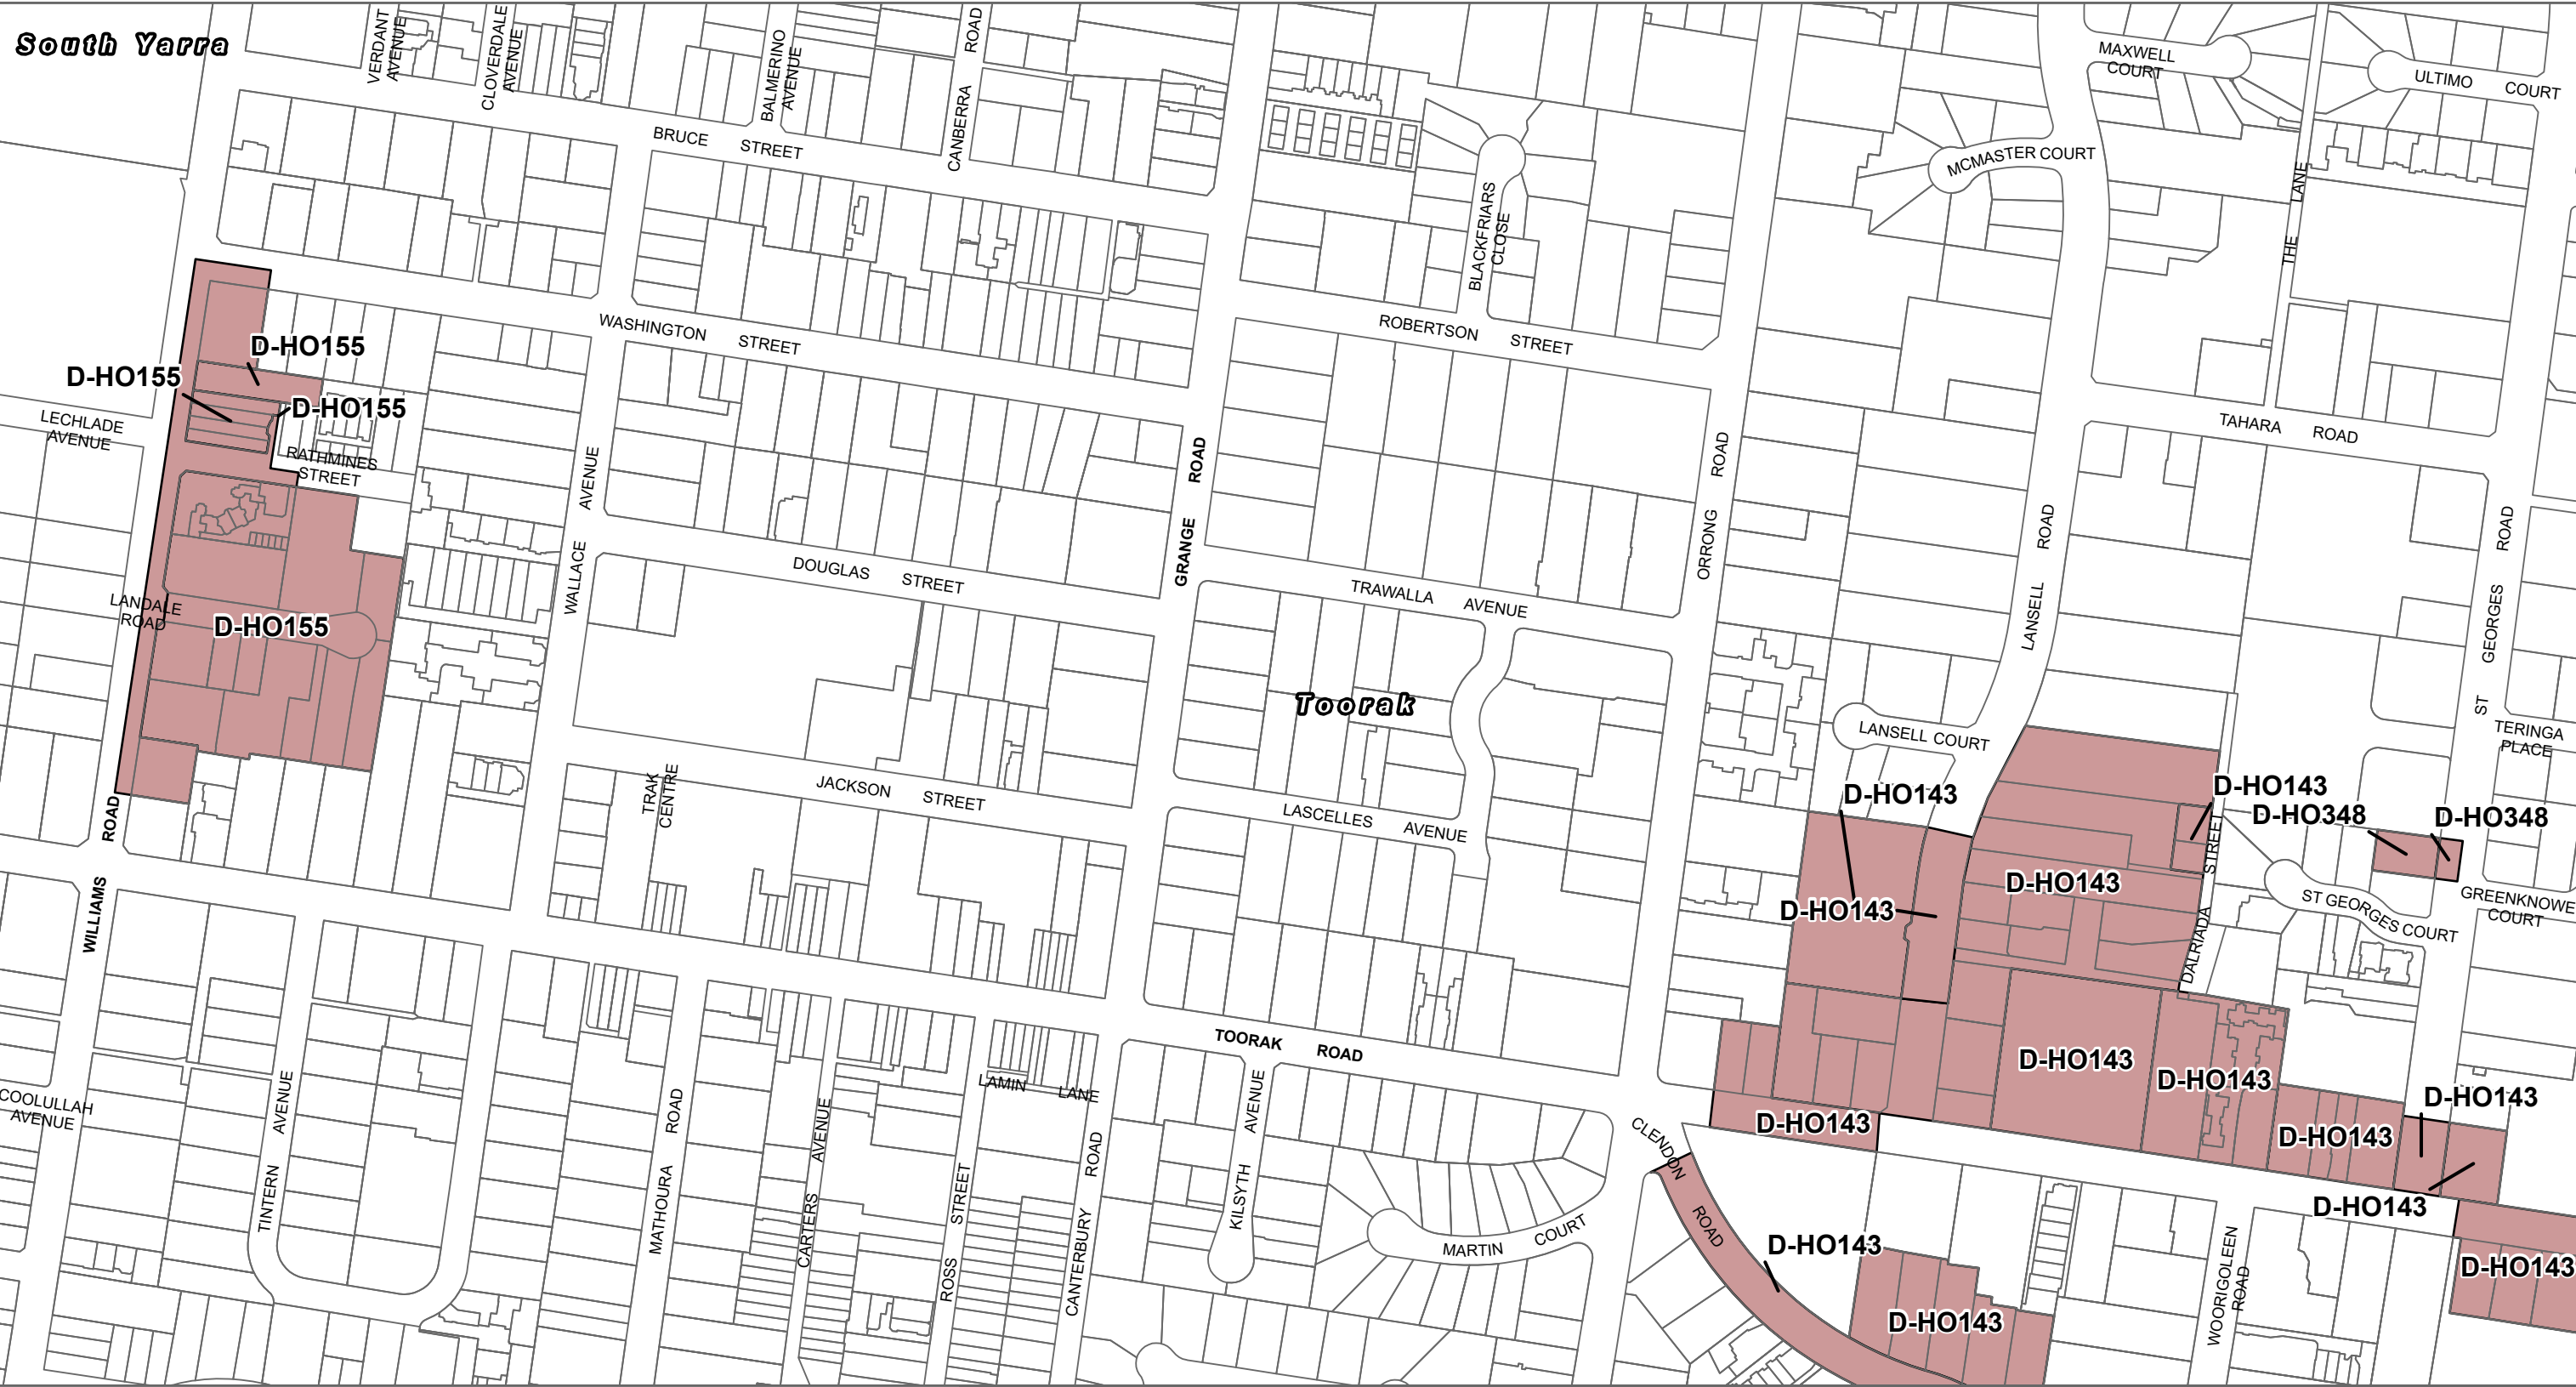 South Yarra
VERDANT
AVENUE
CLOVERDALE
AVENUE
BALMERINO
AVENUE
CANBERRA ROAD
MAXWELL
COURT
ULTIMO COURT
BRUCE STREET
MCMASTER COURT
THE LANE
BLACKFRIARS
CLOSE
WASHINGTON STREET
ROBERTSON STREET
D-HO155
D-HO155
D-HO155
LECHLADE
AVENUE
RATHMINES
STREET
TAHARA ROAD
WALLACE AVENUE
GRANGE ROAD
ORRONG ROAD
LANSELL ROAD
ST GEORGES ROAD
DOUGLAS STREET
TRAWALLA AVENUE
LANDALE
ROAD
D-HO155
Toorak
LANSELL COURT
TERINGA
PLACE
TRAK
CENTRE
JACKSON STREET
LASCELLES AVENUE
D-HO143
D-HO143
D-HO348
D-HO348
DALRIADA STREET
D-HO143
D-HO143
ST GEORGES COURT
GREENKNOWE
COURT
WILLIAMS ROAD
TOORAK ROAD
D-HO143
D-HO143
LAMIN LANE
COOLULLAH
AVENUE
TINTERN AVENUE
MATHOURA ROAD
CARTERS AVENUE
ROSS STREET
CANTERBURY ROAD
KILSYTH AVENUE
CLENDON ROAD
D-HO143
D-HO143
D-HO143
D-HO143
MARTIN COURT
D-HO143
D-HO143
D-HO143
WOORIGOLEEN
ROAD